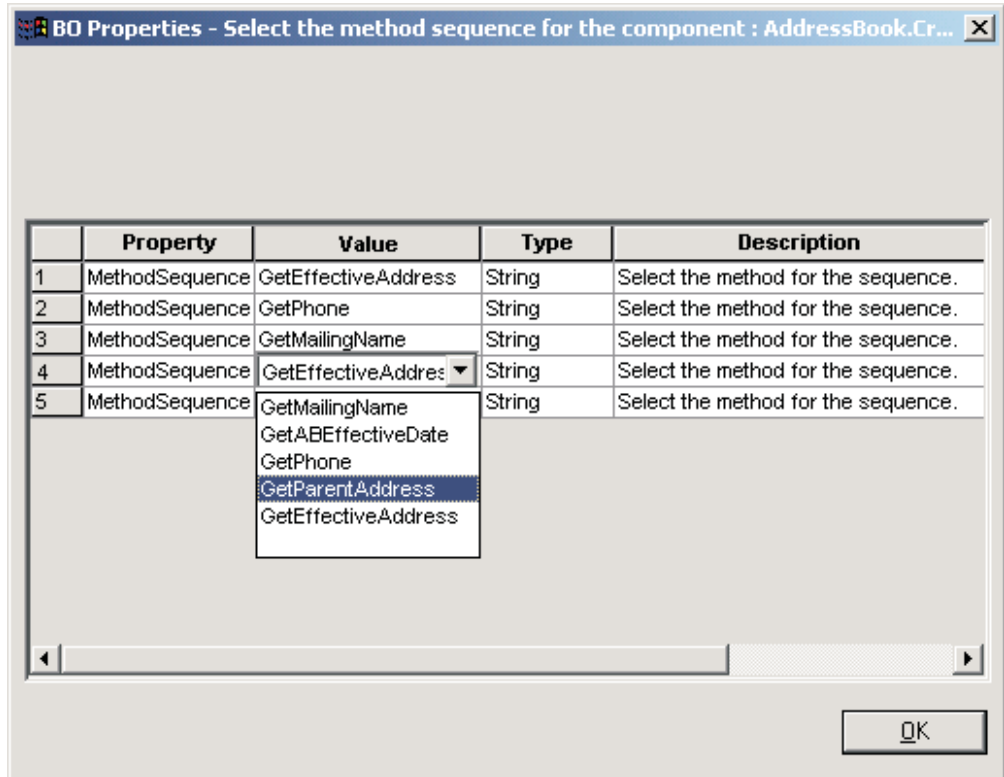 BO Properties - Select the method sequence for the component : AddressBook.Cr...
Property Value Type Description
1 MethodSequence GetEffectiveAddress String Select the method for the sequence.
2 MethodSequence GetPhone String Select the method for the sequence.
3 MethodSequence GetMailingName String Select the method for the sequence.
4 MethodSequence GetEffectiveAddres String Select the method for the sequence.
5 MethodSequence String Select the method for the sequence.
GetMailingName
GetABEffectiveDate
GetPhone
GetParentAddress
GetEffectiveAddress
OK